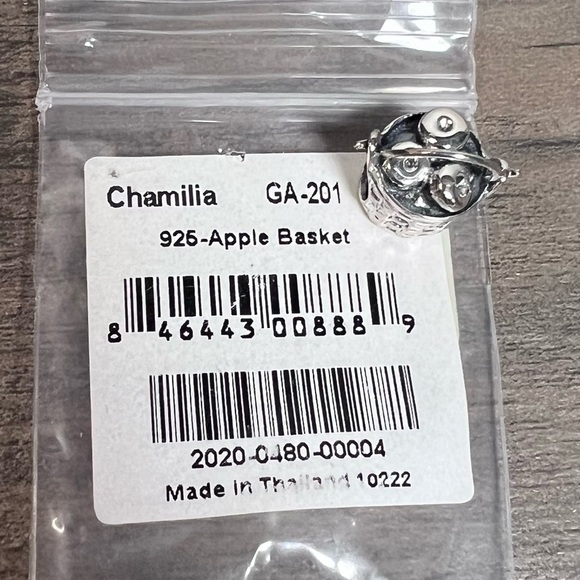 Chamilia GA-201
925-Apple Basket
8 46443 00888 9
2020-0480-00004
Made in Thailand 10222